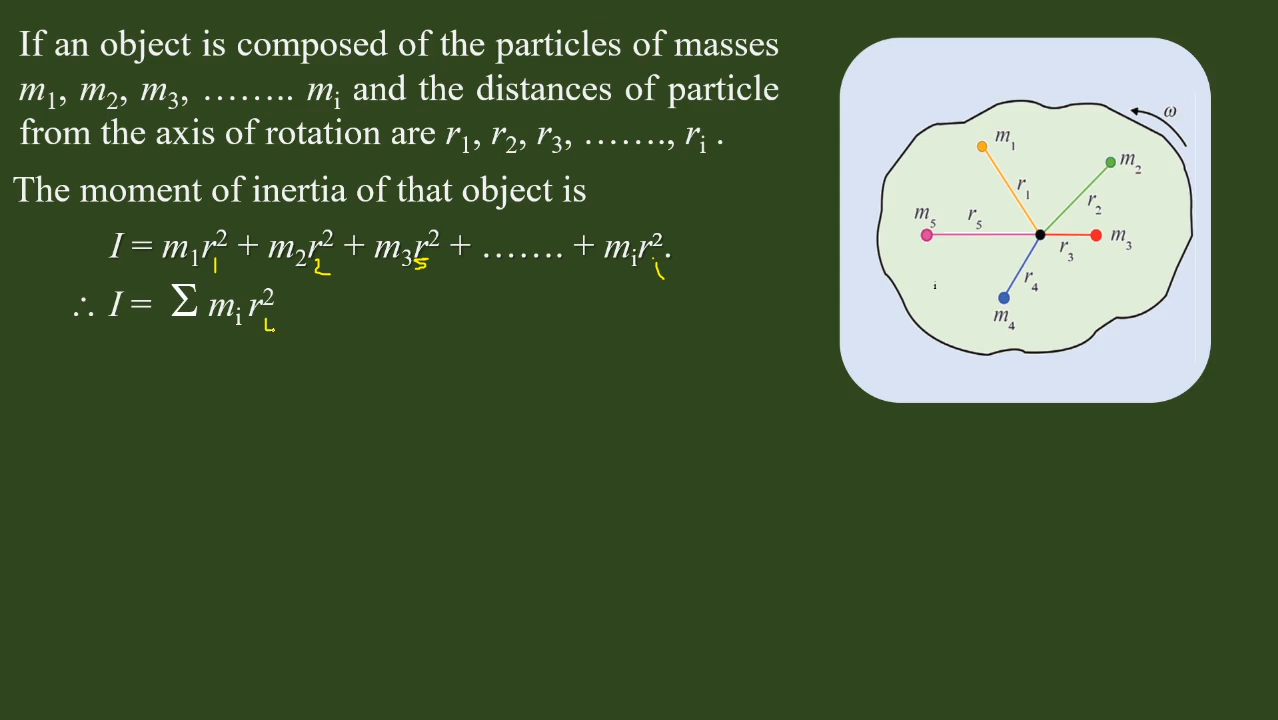 If an object is composed of the particles of masses
m₁, m₂, m₃, …….. mᵢ and the distances of particle
from the axis of rotation are r₁, r₂, r₃, ……., rᵢ .
The moment of inertia of that object is
I = m₁r₁² + m₂r₂² + m₃r₃² + ……. + mᵢrᵢ².
∴ I = Σ mᵢ rᵢ²
ω
m₁
m₂
r₁
r₂
m₅
r₅
m₃
r₃
r₄
i
m₄